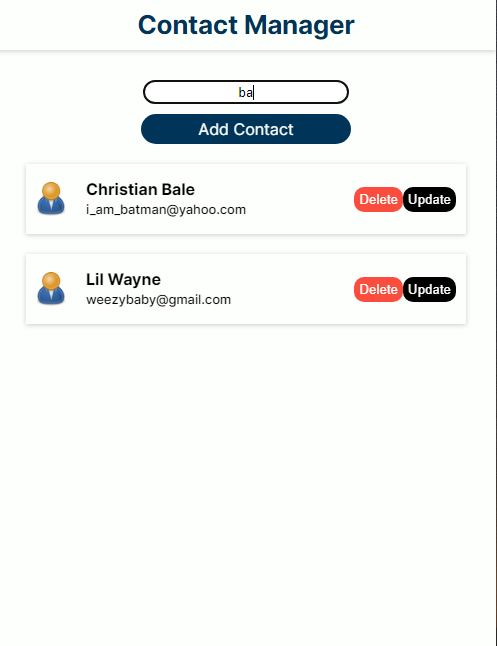 Contact Manager
ba
Add Contact
Christian Bale
i_am_batman@yahoo.com
Delete Update
Lil Wayne
weezybaby@gmail.com
Delete Update